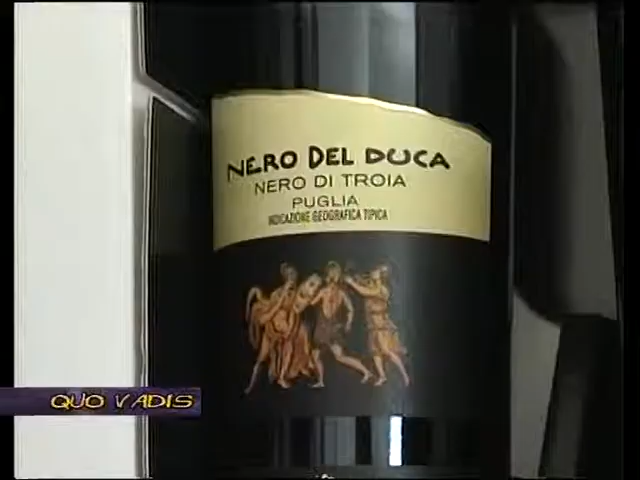 NERO DEL DUCA
NERO DI TROIA
PUGLIA
INDICAZIONE GEOGRAFICA TIPICA
QUO VADIS